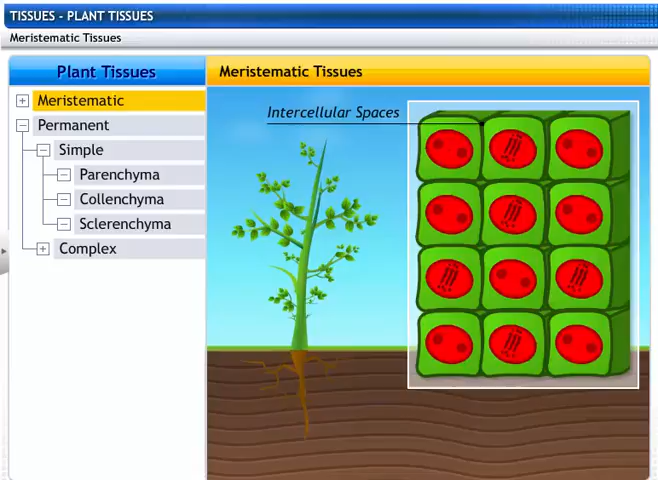 TISSUES - PLANT TISSUES
Meristematic Tissues
Plant Tissues
Meristematic
Permanent
Simple
Parenchyma
Collenchyma
Sclerenchyma
Complex
Meristematic Tissues
Intercellular Spaces